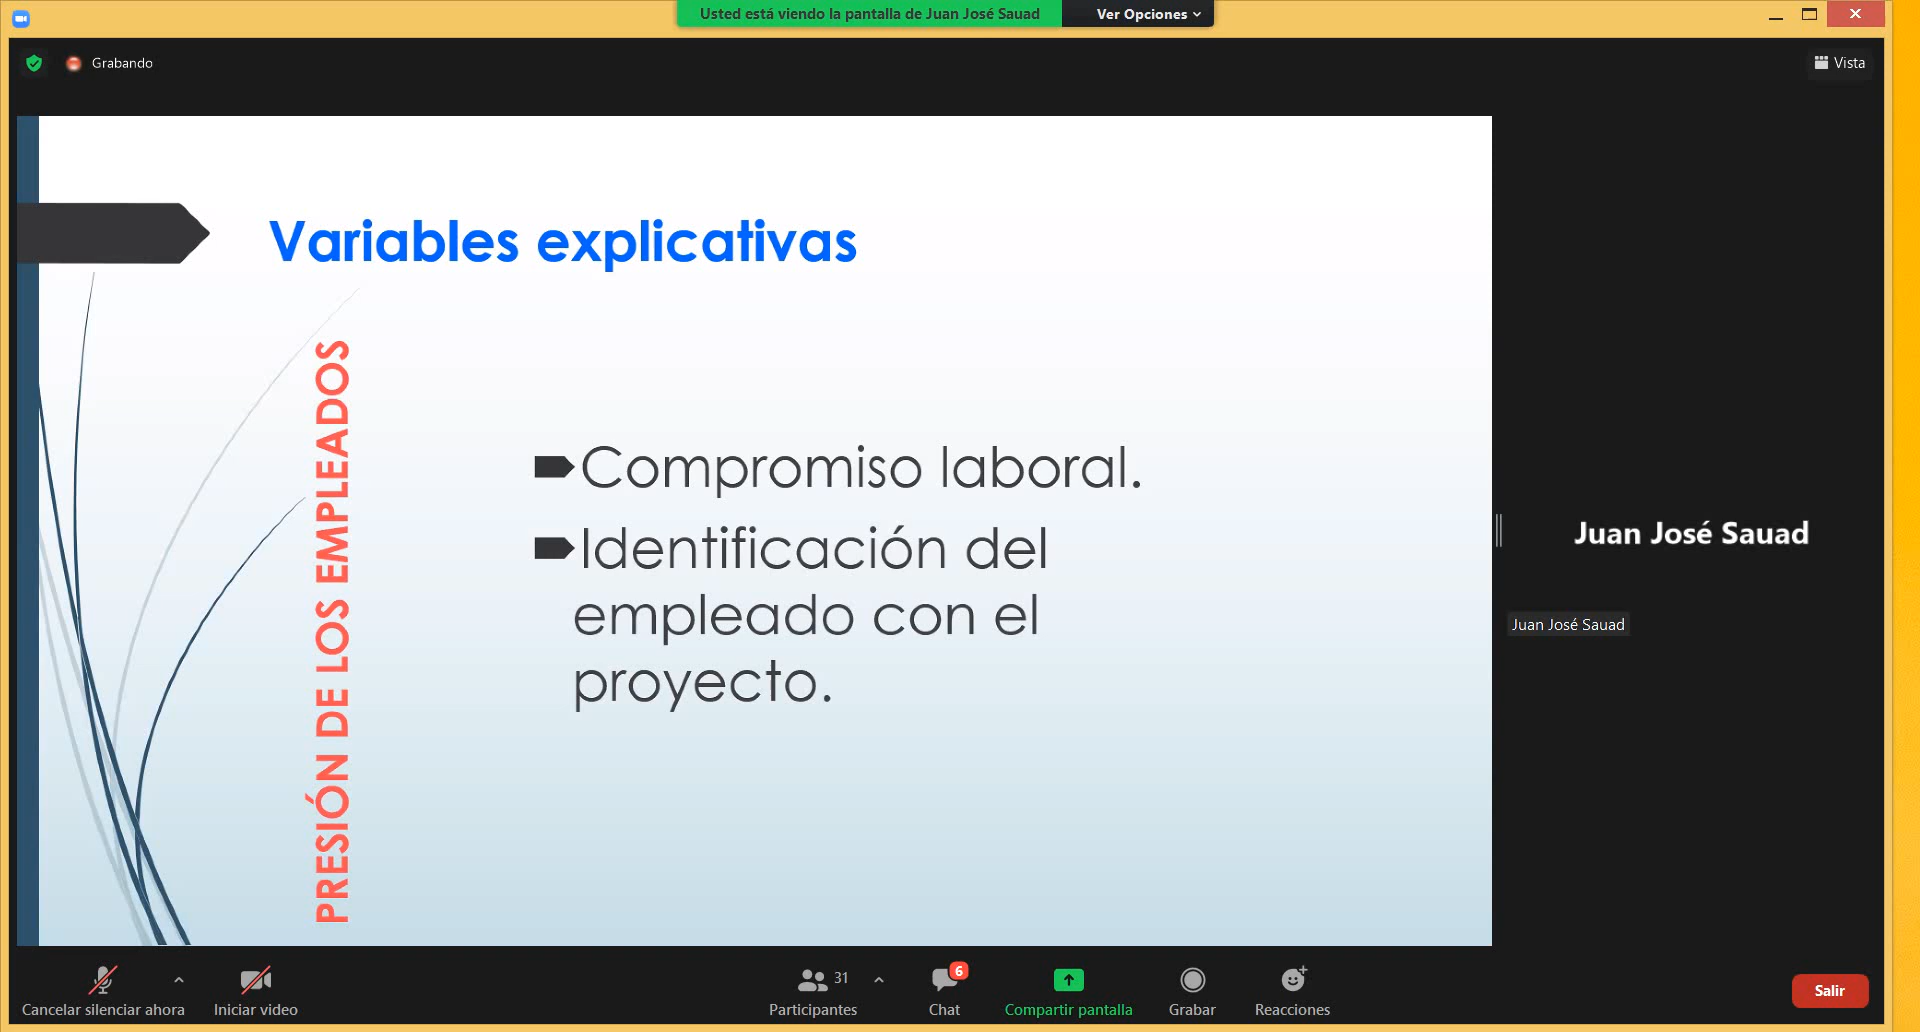 Usted está viendo la pantalla de Juan José Sauad
Ver Opciones
Grabando
Vista
Variables explicativas
PRESIÓN DE LOS EMPLEADOS
Compromiso laboral.
Identificación del
empleado con el
proyecto.
Juan José Sauad
Juan José Sauad
Cancelar silenciar ahora
Iniciar video
31
Participantes
6
Chat
Compartir pantalla
Grabar
Reacciones
Salir